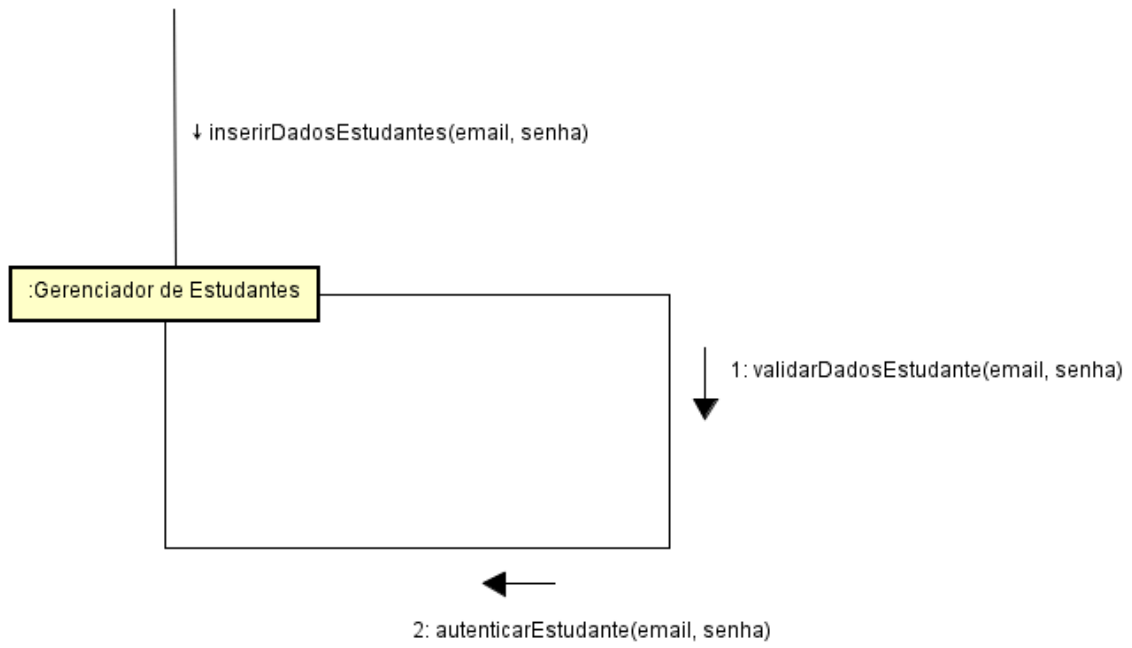 ↓ inserirDadosEstudantes(email, senha)
:Gerenciador de Estudantes
1: validarDadosEstudante(email, senha)
2: autenticarEstudante(email, senha)